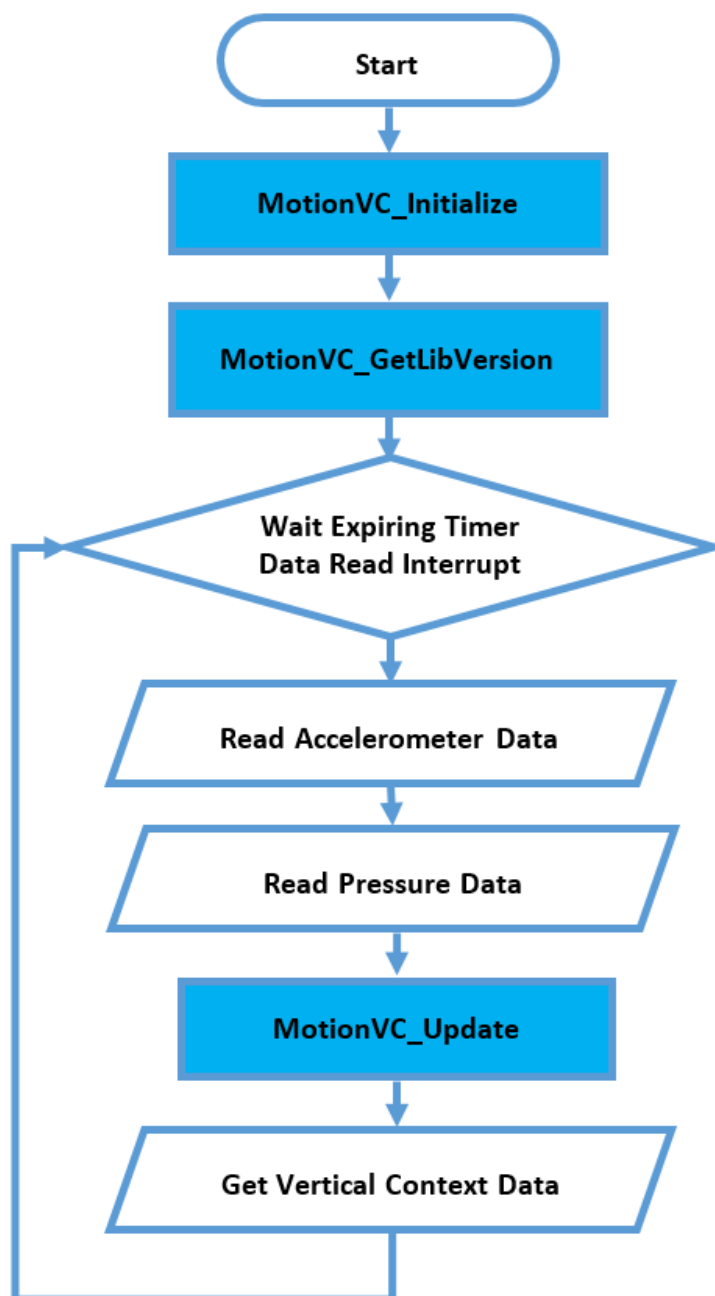 Start
MotionVC_Initialize
MotionVC_GetLibVersion
Wait Expiring Timer
Data Read Interrupt
Read Accelerometer Data
Read Pressure Data
MotionVC_Update
Get Vertical Context Data